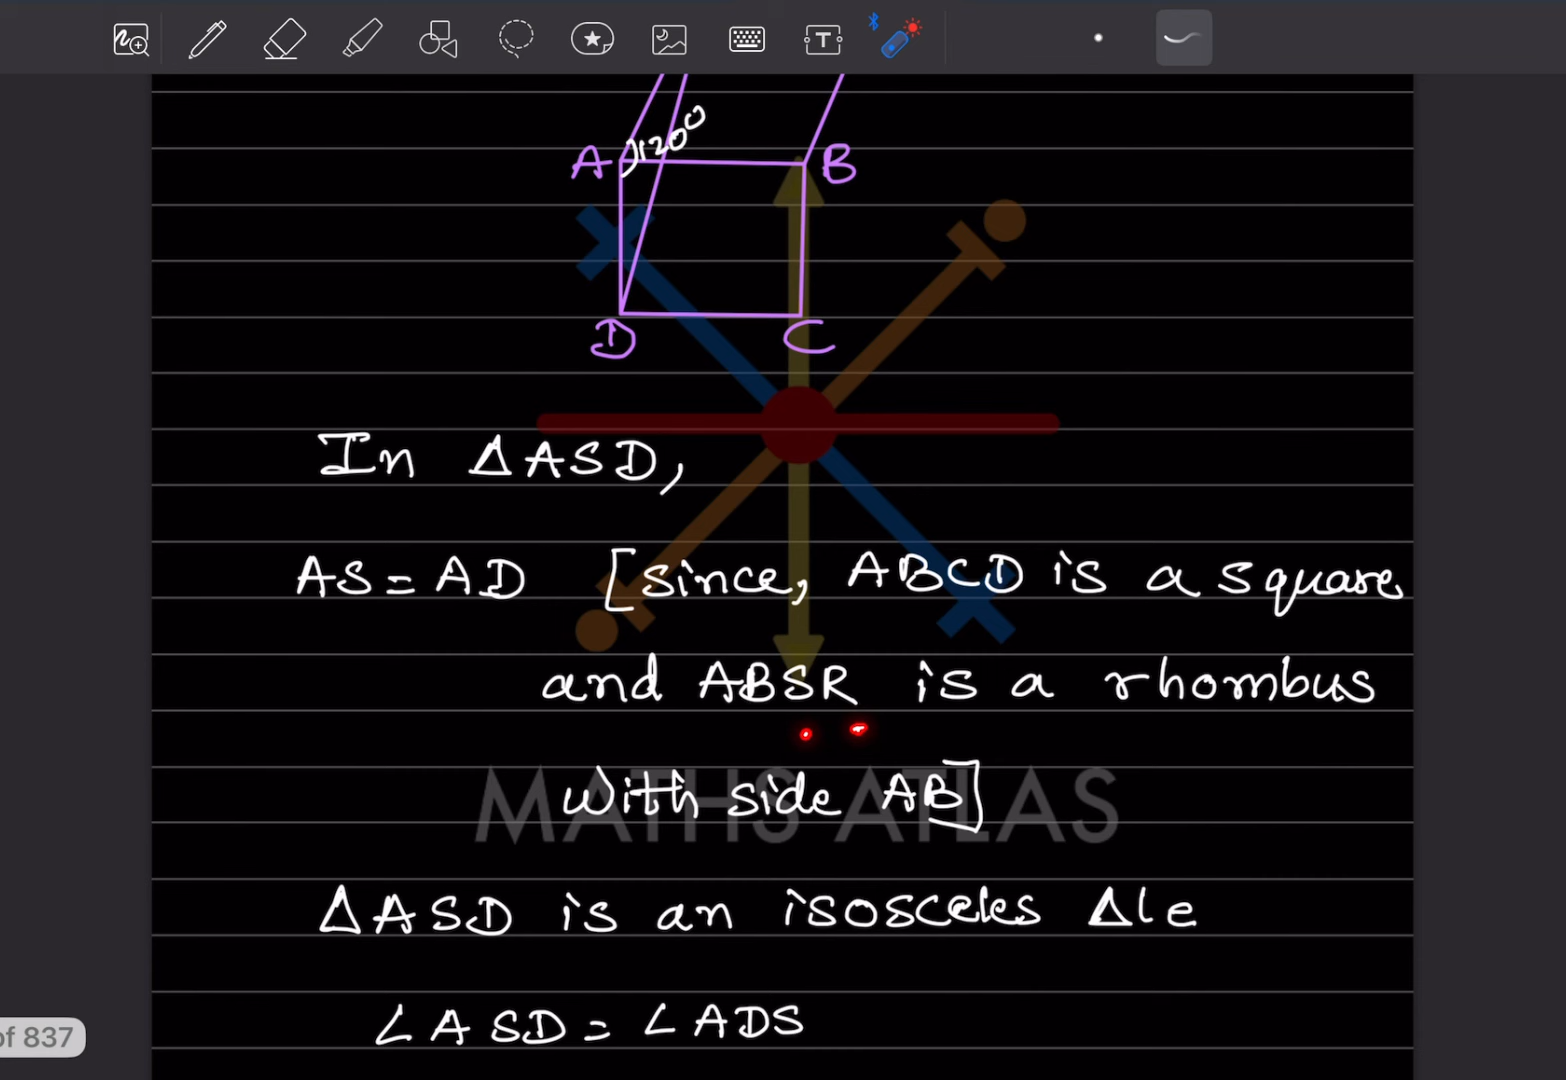 120°
A
B
D
C
In ΔASD,
AS = AD [since, ABCD is a square
and ABSR is a rhombus
with side AB]
MATHS ATLAS
ΔASD is an isosceles Δle
∠ASD = ∠ADS
of 837